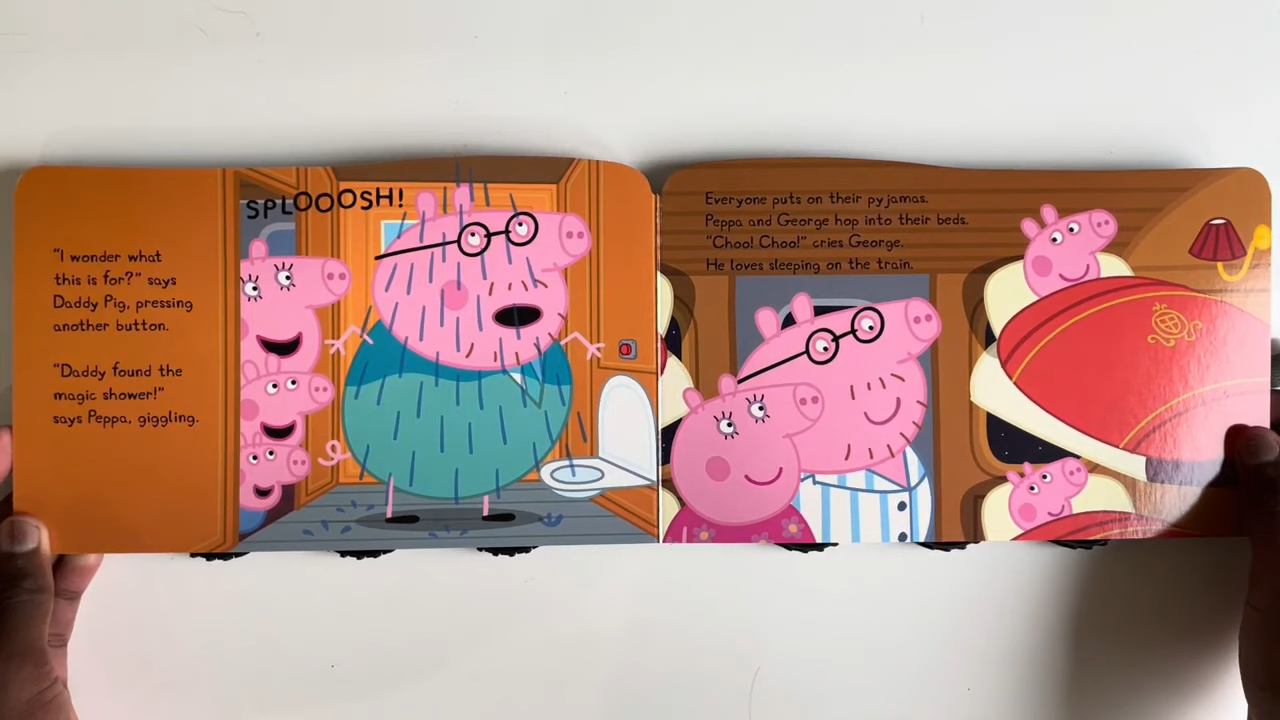 "I wonder what
this is for?" says
Daddy Pig, pressing
another button.
"Daddy found the
magic shower!"
says Peppa, giggling.
SPLOOOSH!
Everyone puts on their pyjamas.
Peppa and George hop into their beds.
"Choo! Choo!" cries George.
He loves sleeping on the train.